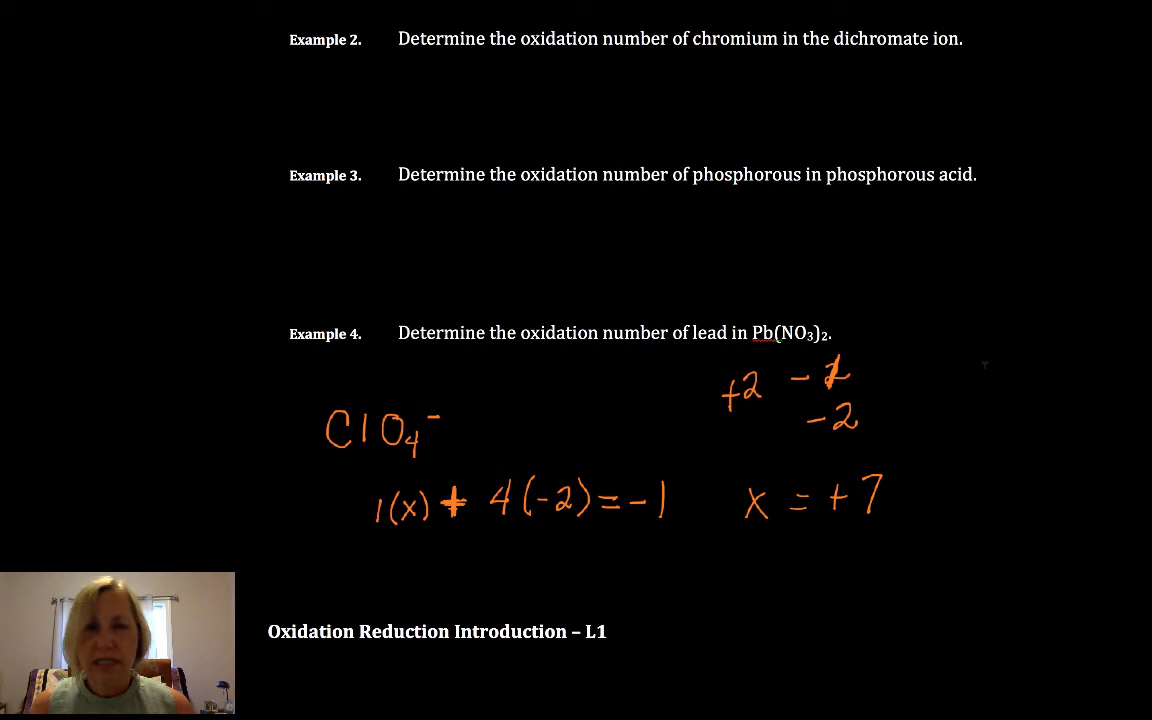 Example 2. Determine the oxidation number of chromium in the dichromate ion.
Example 3. Determine the oxidation number of phosphorous in phosphorous acid.
Example 4. Determine the oxidation number of lead in Pb(NO₃)₂.
+2 -
-2
ClO₄⁻
1(x) + 4(-2) = -1 x = +7
Oxidation Reduction Introduction – L1